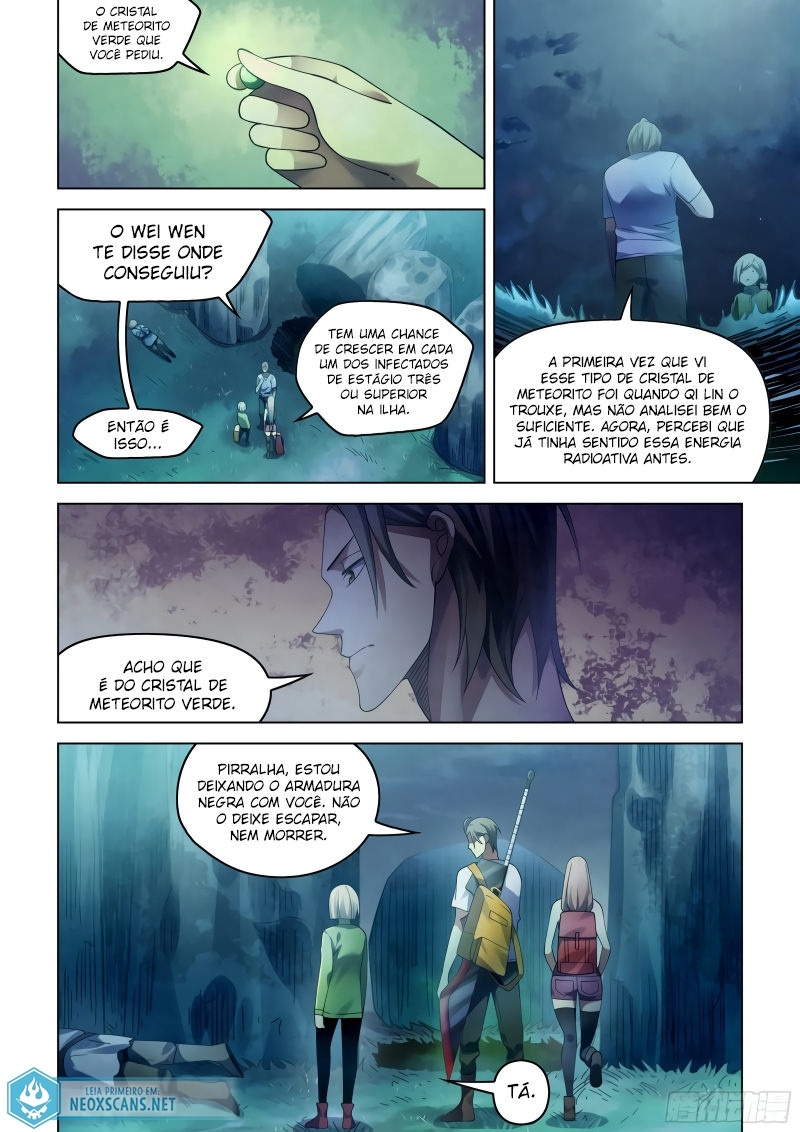 O CRISTAL
DE METEORITO
VERDE QUE
VOCÊ PEDIU.
O WEI WEN
TE DISSE ONDE
CONSEGUIU?
TEM UMA CHANCE
DE CRESCER EM CADA
UM DOS INFECTADOS
DE ESTÁGIO TRÊS
OU SUPERIOR
NA ILHA.
ENTÃO É
ISSO...
A PRIMEIRA VEZ QUE VI
ESSE TIPO DE CRISTAL DE
METEORITO FOI QUANDO QI LIN O
TROUXE, MAS NÃO ANALISEI BEM O
SUFICIENTE. AGORA, PERCEBI QUE
JÁ TINHA SENTIDO ESSA ENERGIA
RADIOATIVA ANTES.
ACHO QUE
É DO CRISTAL DE
METEORITO VERDE.
PIRRALHA, ESTOU
DEIXANDO O ARMADURA
NEGRA COM VOCÊ. NÃO
O DEIXE ESCAPAR,
NEM MORRER.
TÁ.
LEIA PRIMEIRO EM:
NEOXSCANS.NET
腾讯动漫